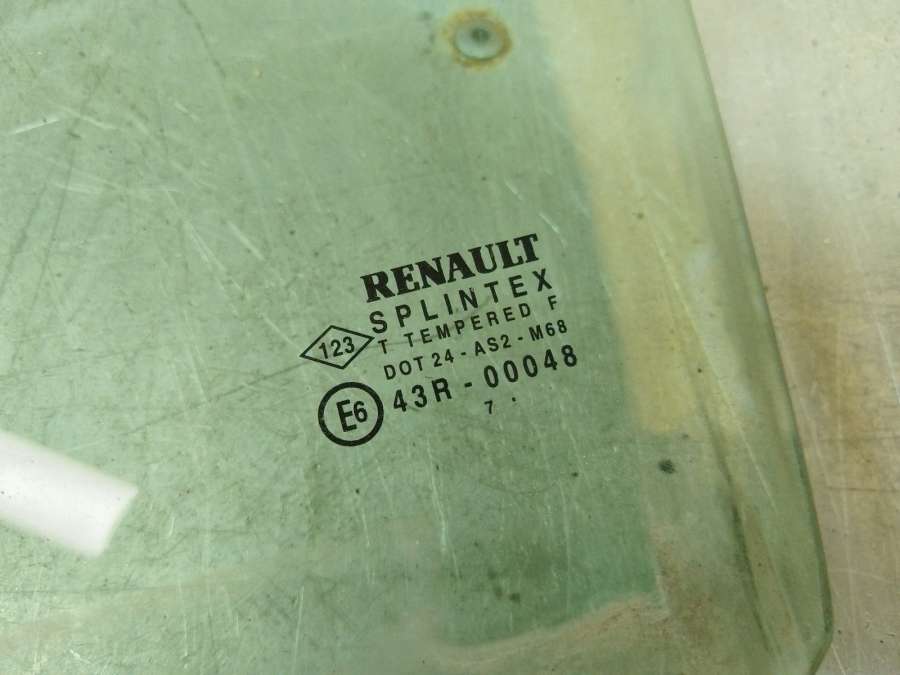 RENAULT
SPLINTEX
123
T TEMPERED F
DOT 24 - AS2 - M68
E6
43R - 00048
7 .